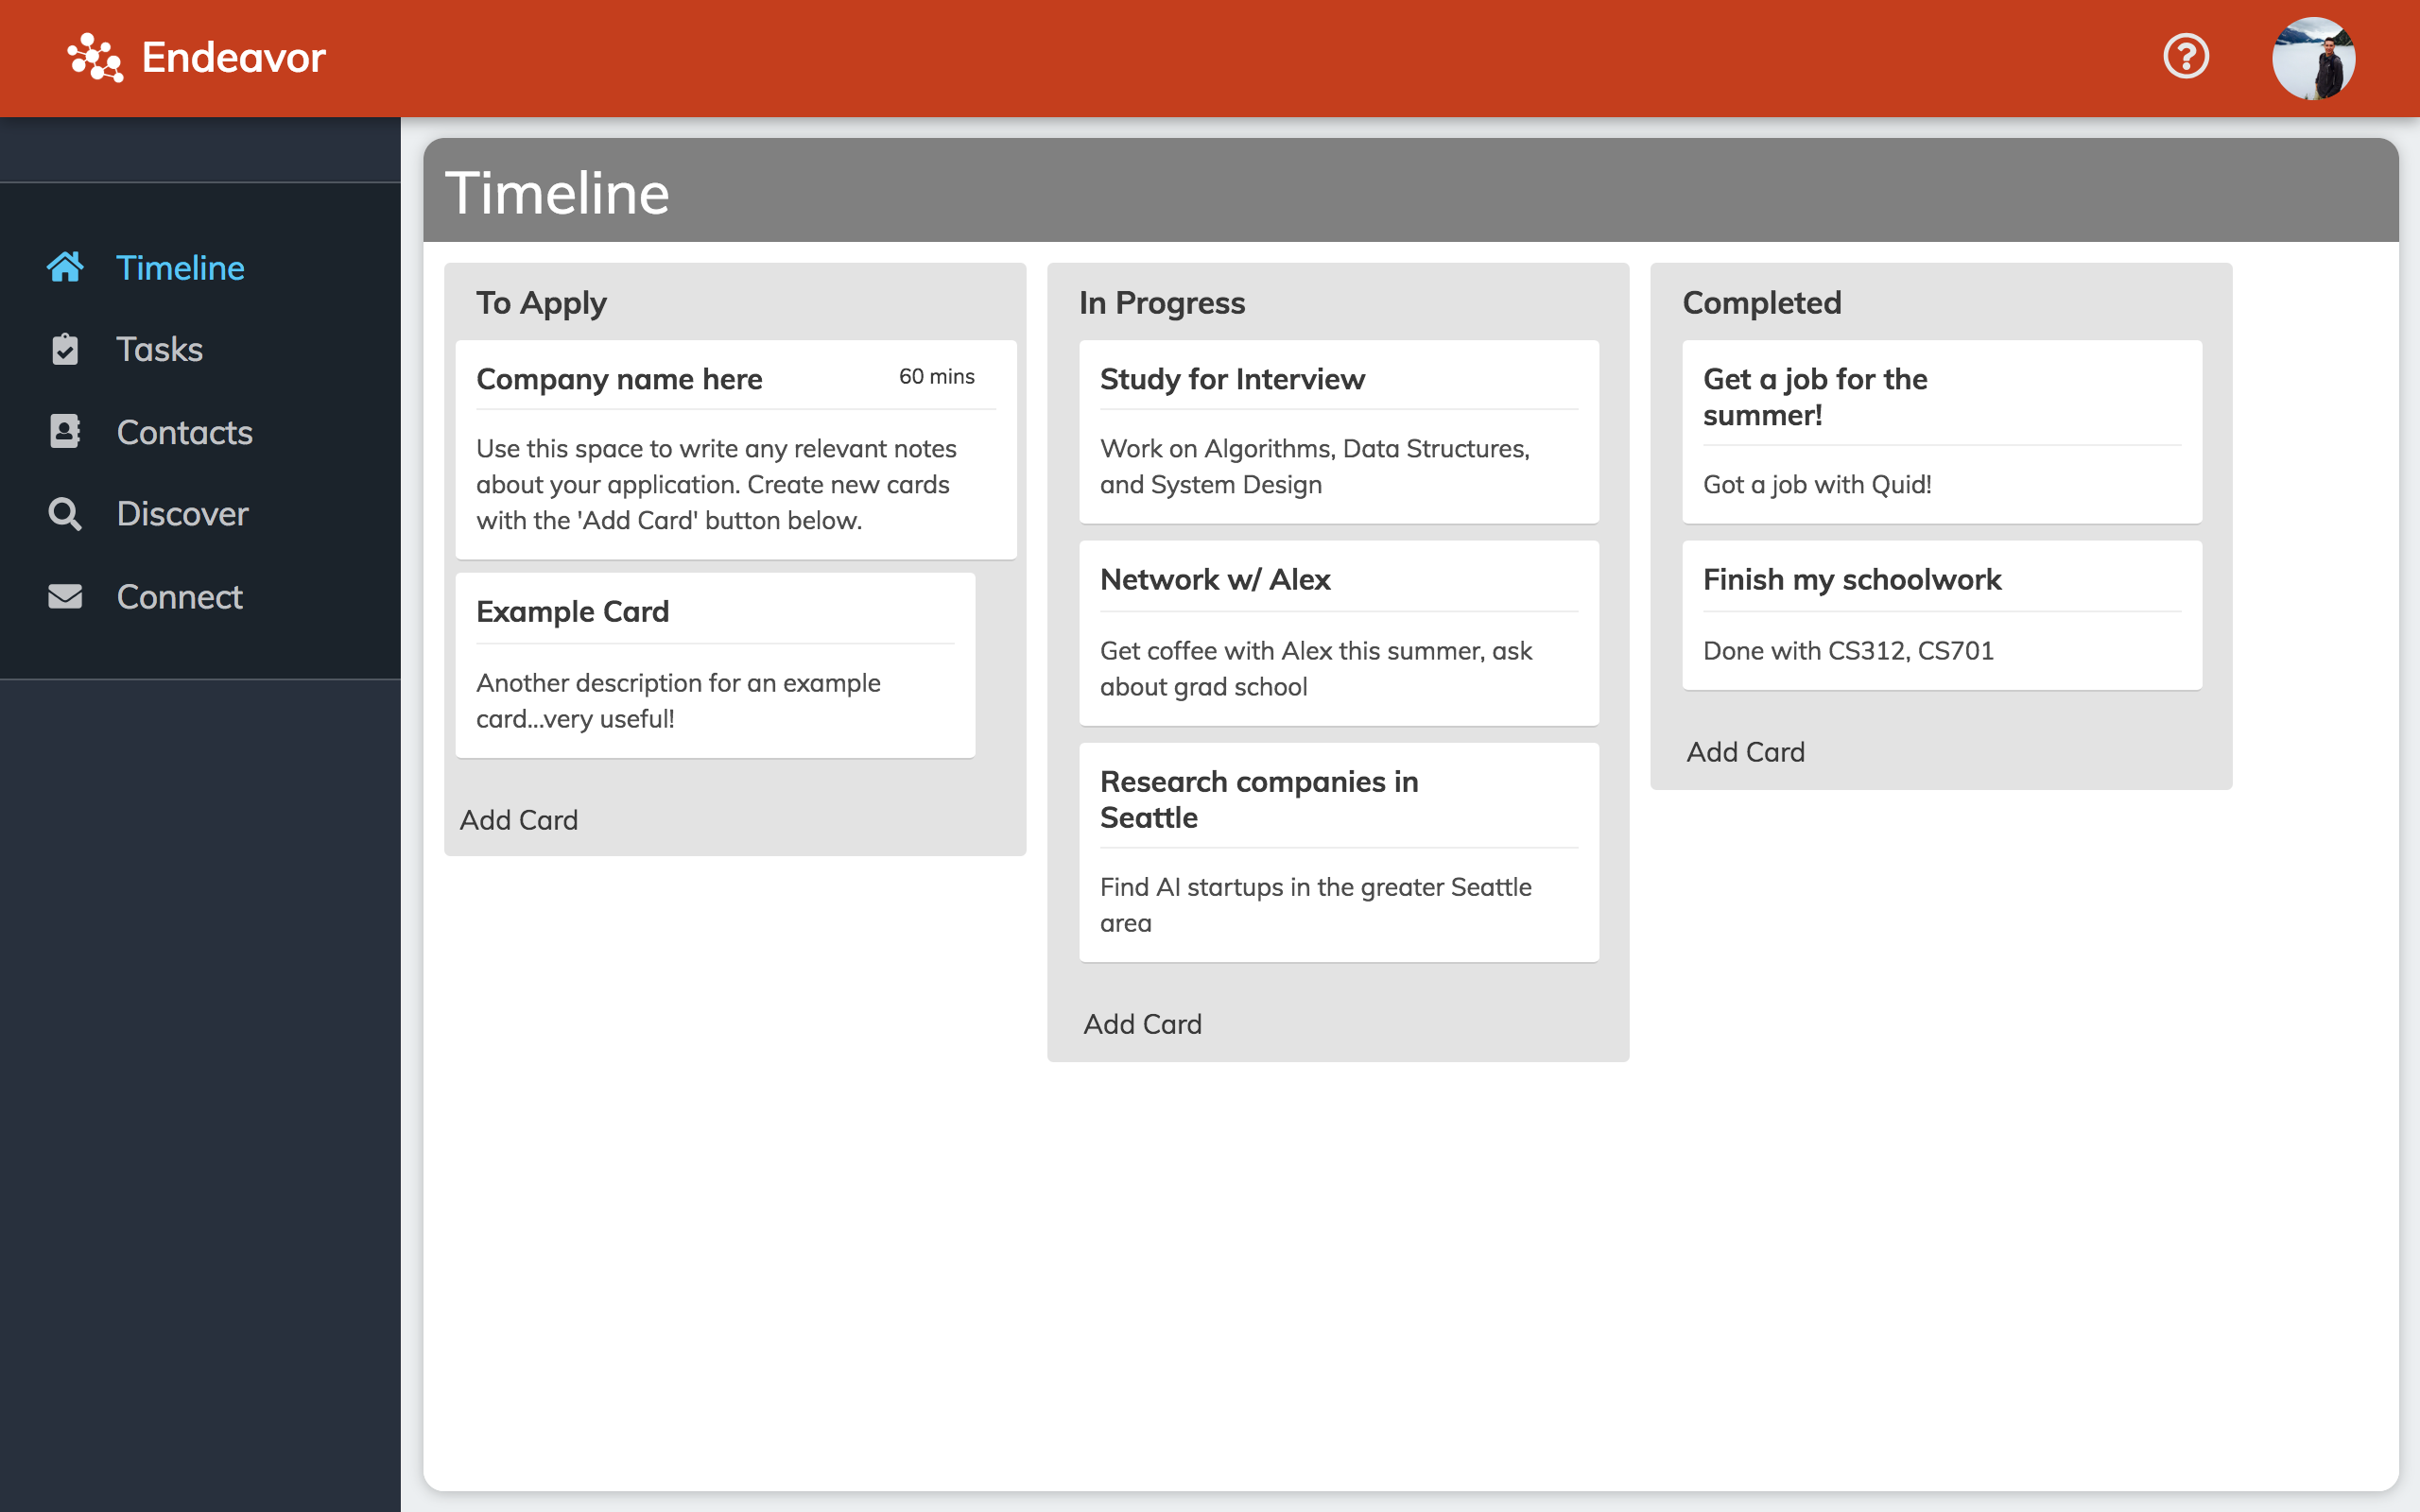 Endeavor
Timeline
Tasks
Contacts
Discover
Connect
Timeline
To Apply
Company name here
60 mins
Use this space to write any relevant notes
about your application. Create new cards
with the 'Add Card' button below.
Example Card
Another description for an example
card...very useful!
Add Card
In Progress
Study for Interview
Work on Algorithms, Data Structures,
and System Design
Network w/ Alex
Get coffee with Alex this summer, ask
about grad school
Research companies in
Seattle
Find AI startups in the greater Seattle
area
Add Card
Completed
Get a job for the
summer!
Got a job with Quid!
Finish my schoolwork
Done with CS312, CS701
Add Card